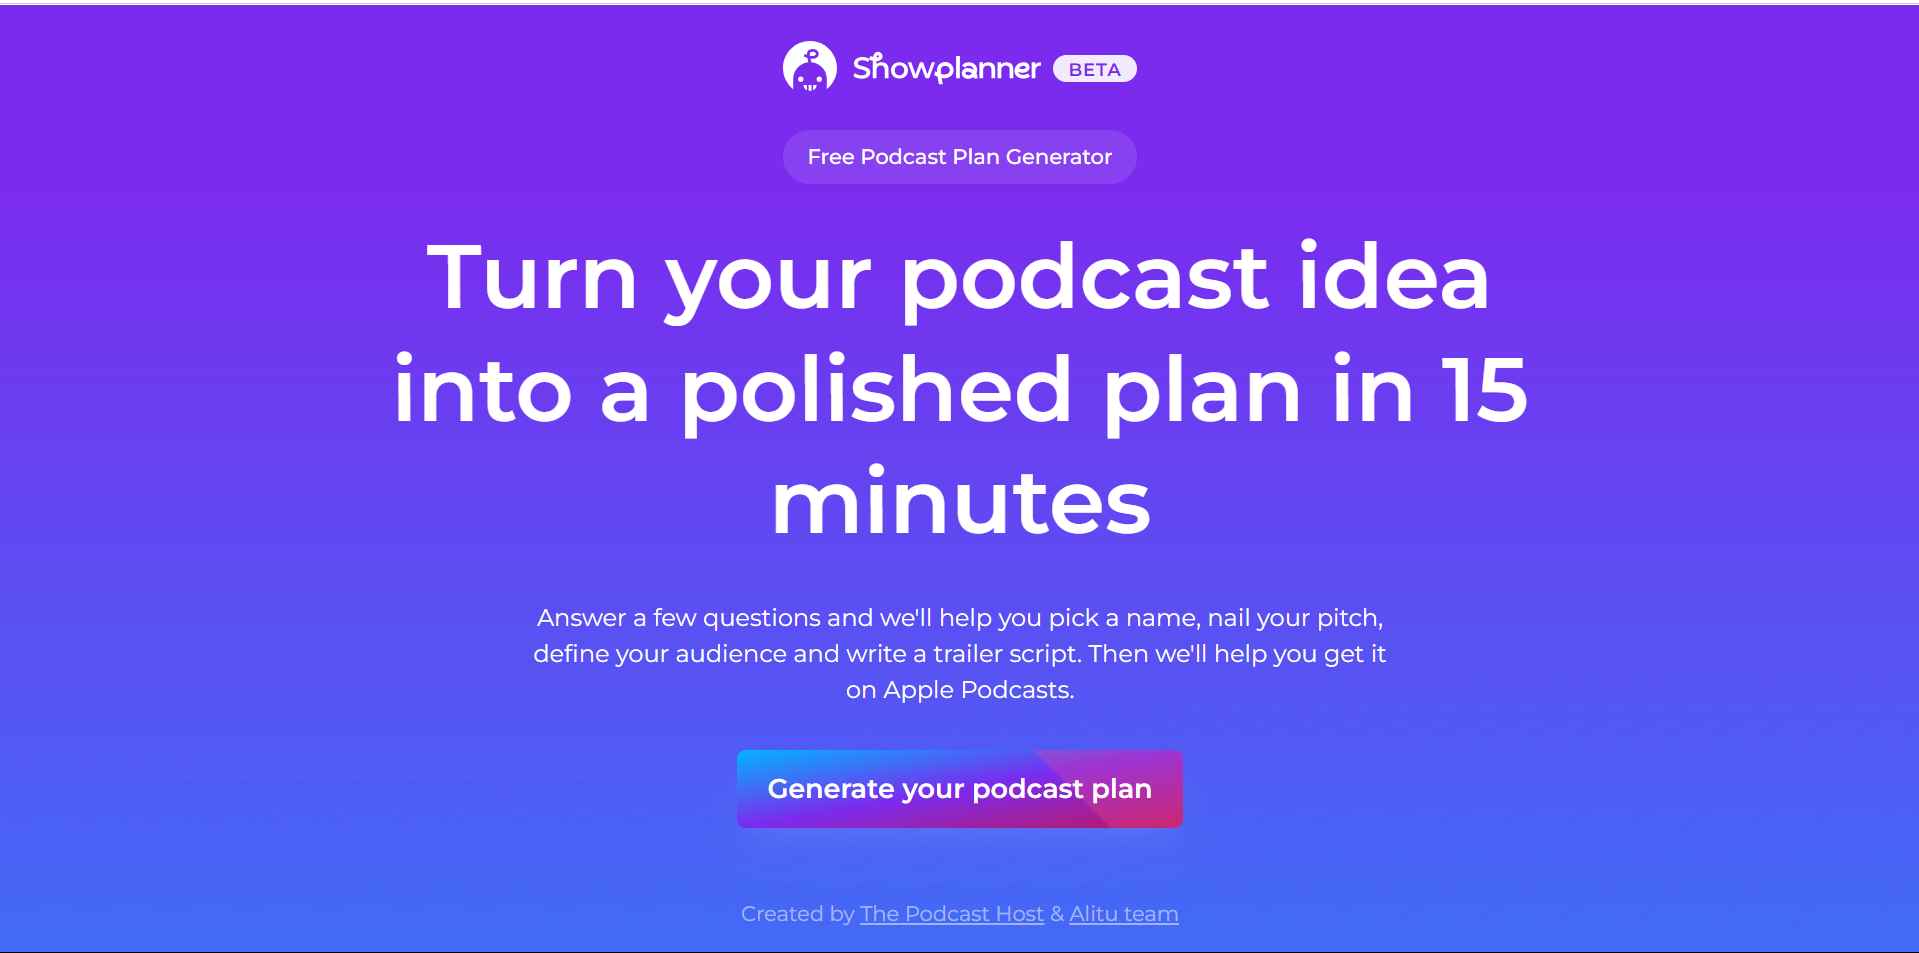 Showplanner BETA
Free Podcast Plan Generator
Turn your podcast idea
into a polished plan in 15
minutes
Answer a few questions and we'll help you pick a name, nail your pitch,
define your audience and write a trailer script. Then we'll help you get it
on Apple Podcasts.
Generate your podcast plan
Created by The Podcast Host & Alitu team